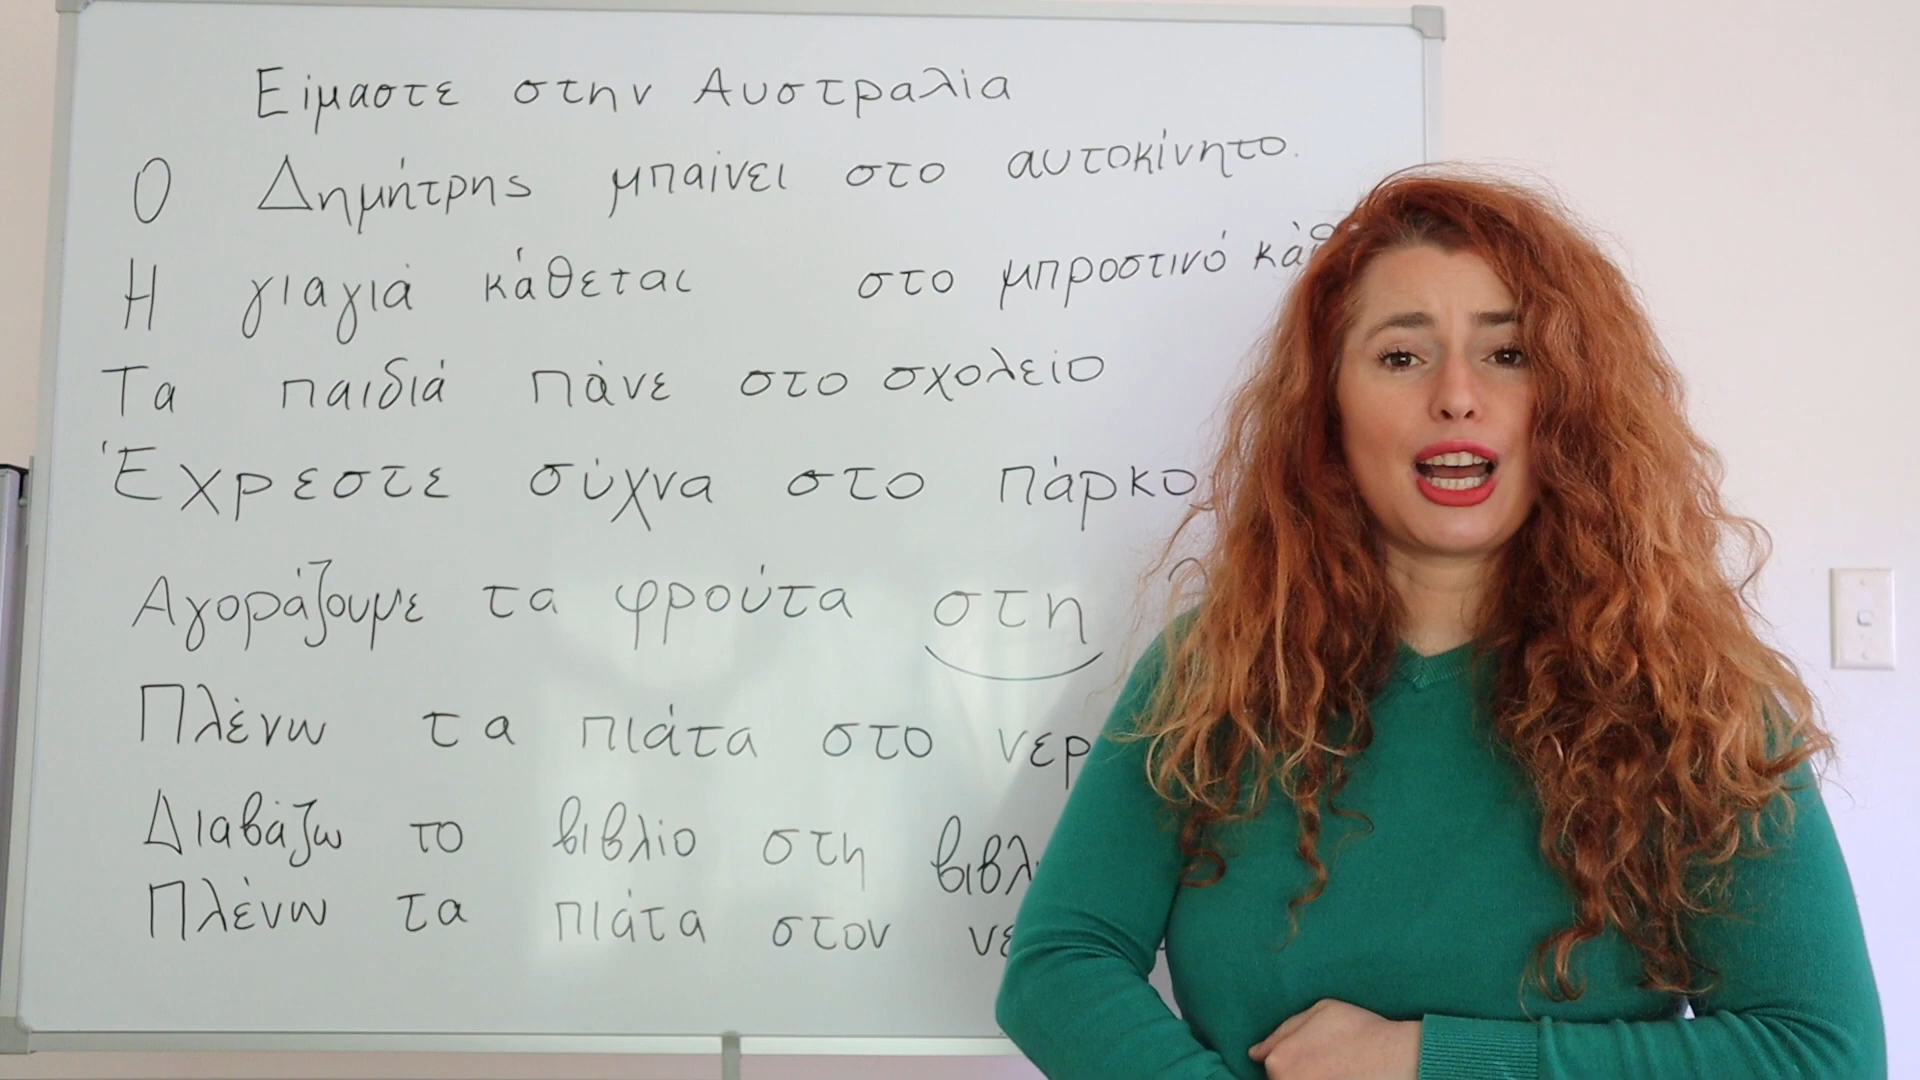 Είμαστε στην Αυστραλία
Ο Δημήτρης μπαίνει στο αυτοκίνητο.
Η γιαγιά κάθεται στο μπροστινό
Τα παιδιά πάνε στο σχολείο
Έχρεστε σύχνα στο πάρκο
Αγοράζουμε τα φρούτα στη
Πλένω τα πιάτα στο
Διαβάζω το βιβλίο στη
Πλένω τα πιάτα στον